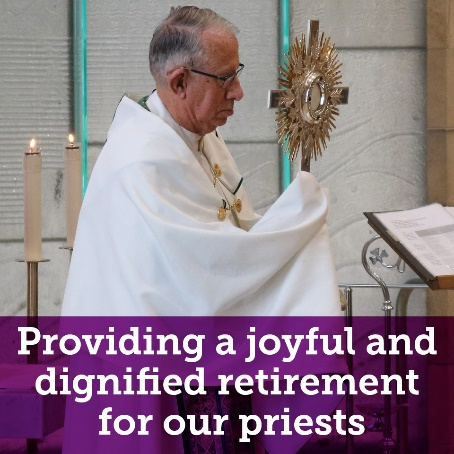 Providing a joyful and
dignified retirement
for our priests